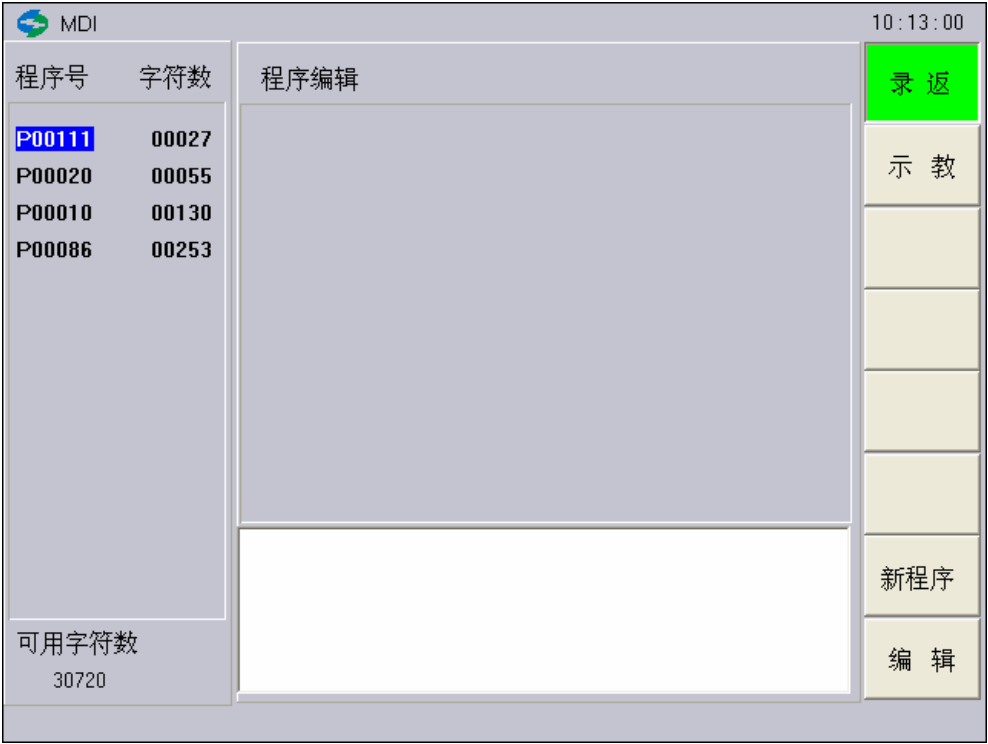 MDI 10:13:00
程序号 字符数
P00111 00027
P00020 00055
P00010 00130
P00086 00253
可用字符数
30720
程序编辑
录 返
示 教
新程序
编 辑